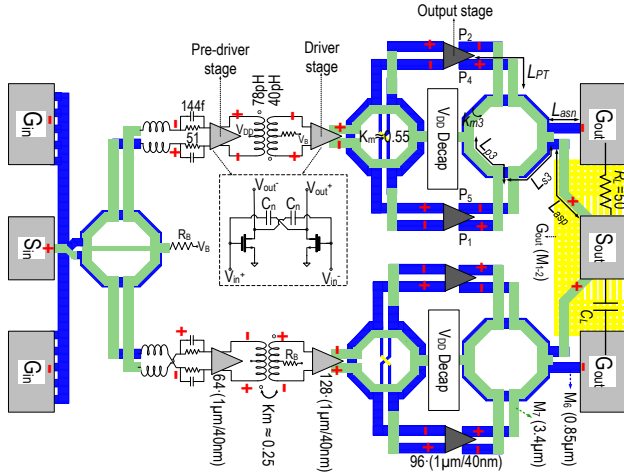 Output stage
Pre-driver stage
Driver stage
P2
P4
LPT
Gin
144f
51
VDD
78pH
40pH
VB
Km≈0.55
VDD Decap
Km3
Lp3
Ls3
Lasn
Lasp
Gout
RL=50
Sin
RB
VB
Vout-
Vout+
Cn
Cn
Vin+
Vin-
P5
P1
Gout (M1-2)
Sout
CL
Gin
RB
Km ≈ 0.25
64·(1μm/40nm)
128·(1μm/40nm)
VDD Decap
96·(1μm/40nm)
M7 (3.4μm)
M6 (0.85μm)
Gout